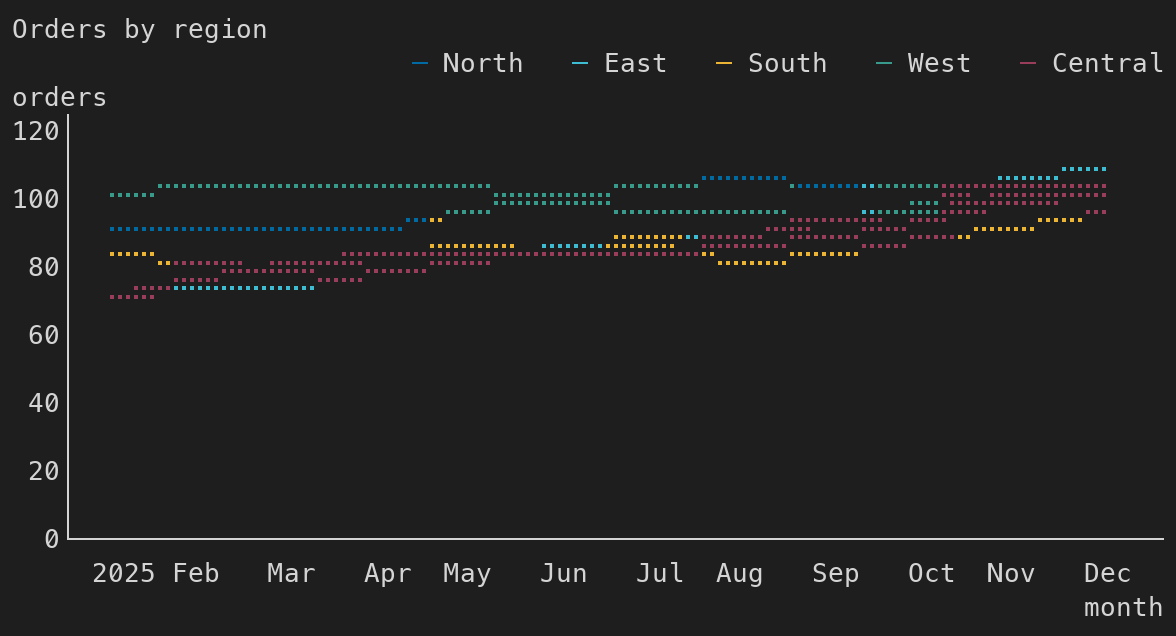 Orders by region
North East South West Central
orders
120
100
80
60
40
20
0
2025 Feb Mar Apr May Jun Jul Aug Sep Oct Nov Dec
month